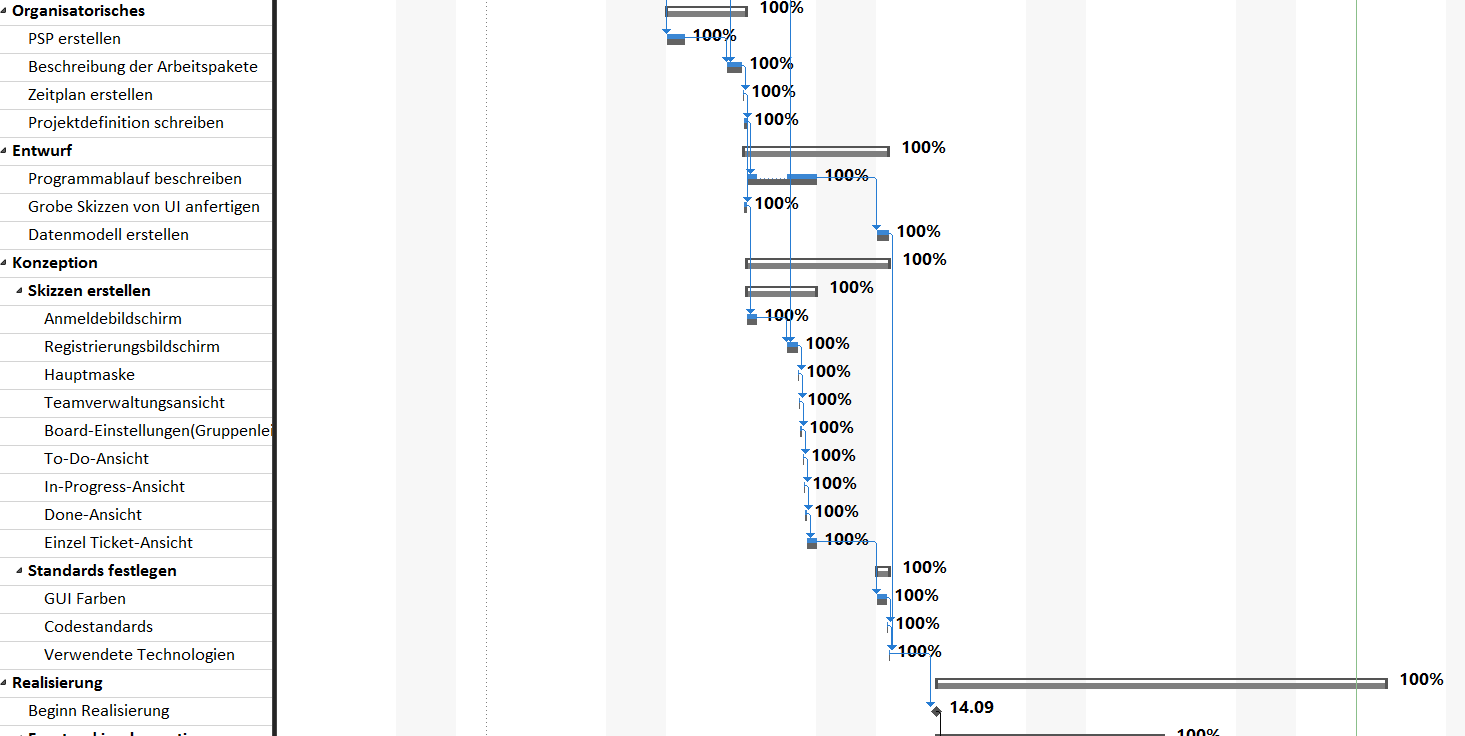 Organisatorisches 100%
PSP erstellen 100%
Beschreibung der Arbeitspakete 100%
Zeitplan erstellen 100%
Projektdefinition schreiben 100%
Entwurf 100%
Programmablauf beschreiben 100%
Grobe Skizzen von UI anfertigen 100%
Datenmodell erstellen 100%
Konzeption 100%
Skizzen erstellen 100%
Anmeldebildschirm 100%
Registrierungsbildschirm 100%
Hauptmaske 100%
Teamverwaltungsansicht 100%
Board-Einstellungen(Gruppenlei 100%
To-Do-Ansicht 100%
In-Progress-Ansicht 100%
Done-Ansicht 100%
Einzel Ticket-Ansicht 100%
Standards festlegen 100%
GUI Farben 100%
Codestandards 100%
Verwendete Technologien 100%
Realisierung 100%
Beginn Realisierung 14.09
100%